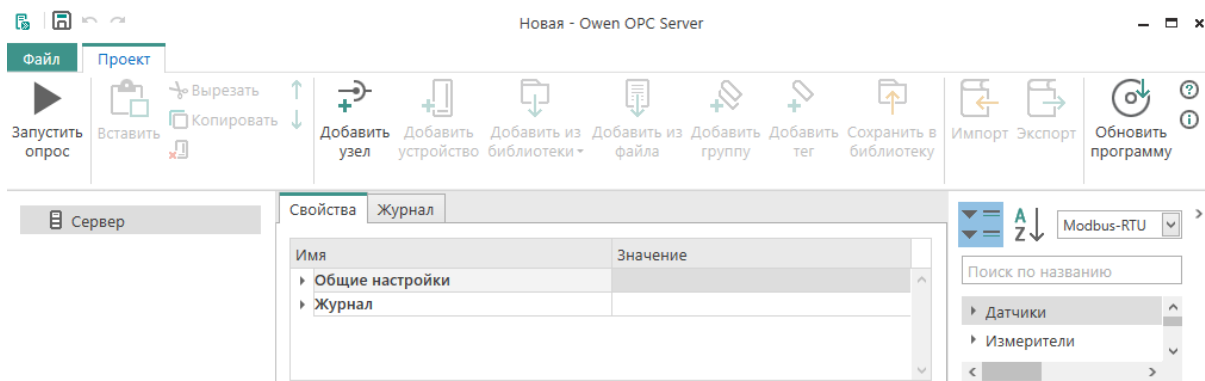 Новая - Owen OPC Server
Файл
Проект
Запустить опрос
Вставить
Вырезать
Копировать
Добавить узел
Добавить устройство
Добавить из библиотеки
Добавить из файла
Добавить группу
Добавить тег
Сохранить в библиотеку
Импорт
Экспорт
Обновить программу
Сервер
Свойства
Журнал
Имя
Значение
Общие настройки
Журнал
A
Z
Modbus-RTU
Поиск по названию
Датчики
Измерители